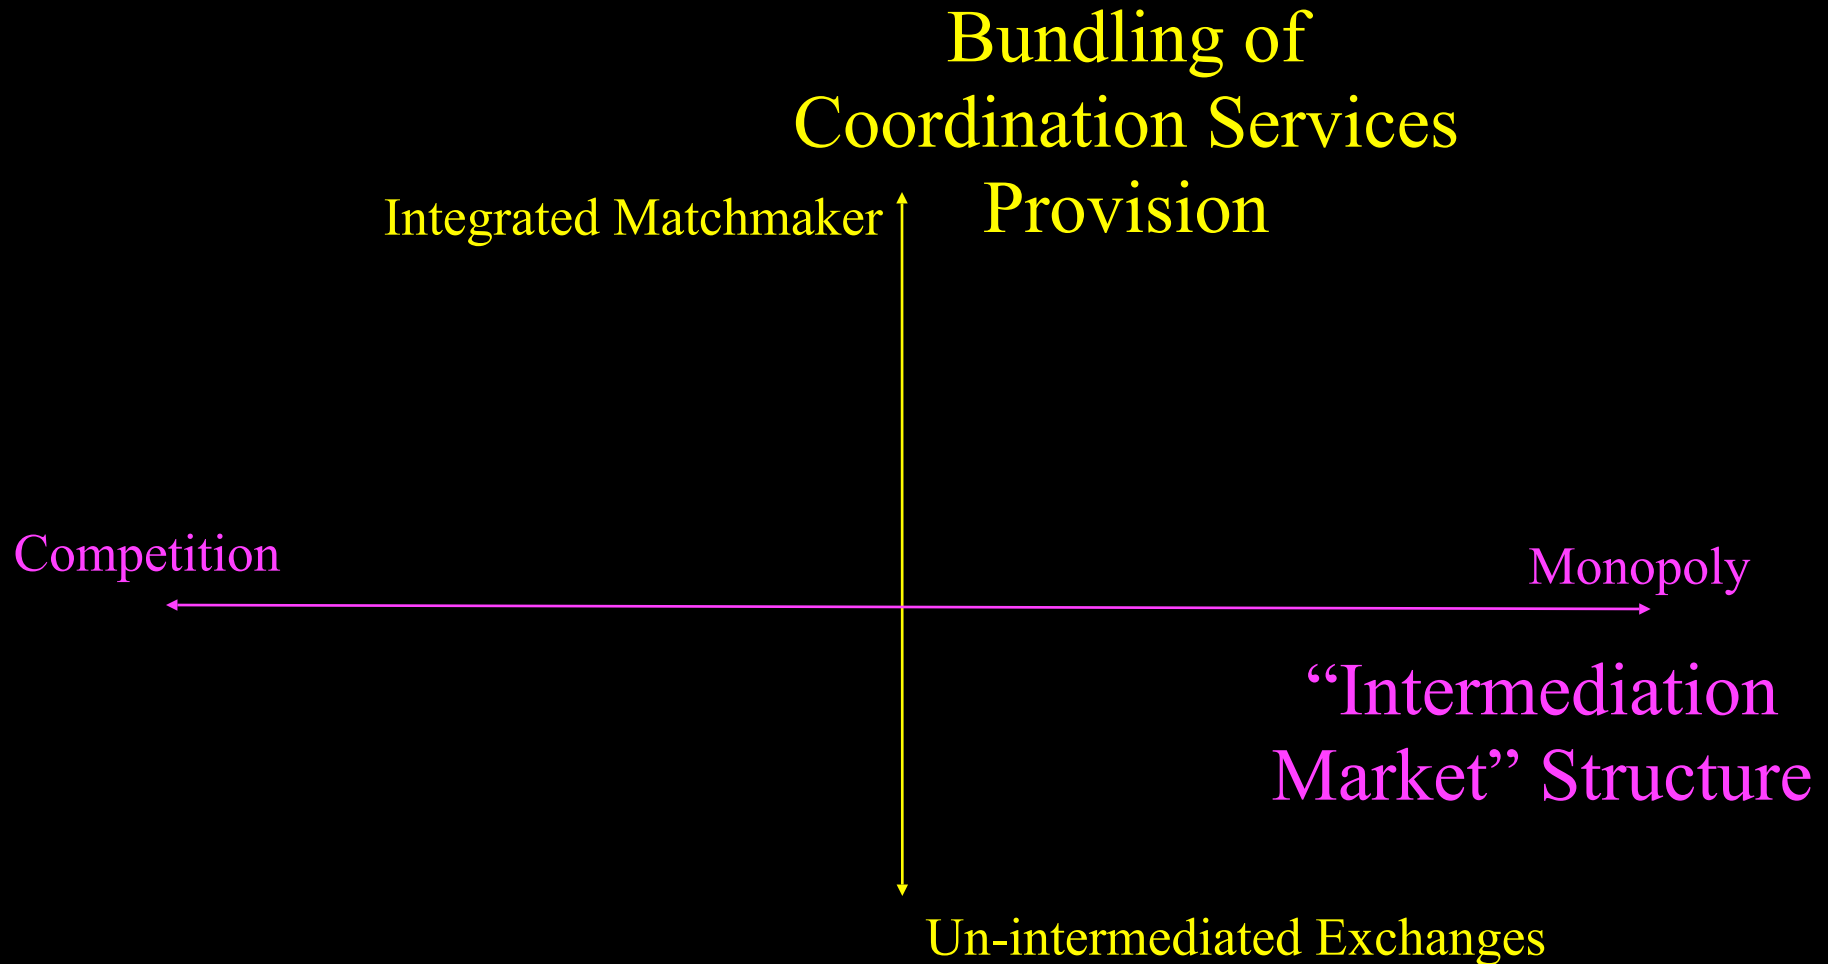 Bundling of
Coordination Services
Provision
Integrated Matchmaker
Competition
Monopoly
“Intermediation
Market” Structure
Un-intermediated Exchanges